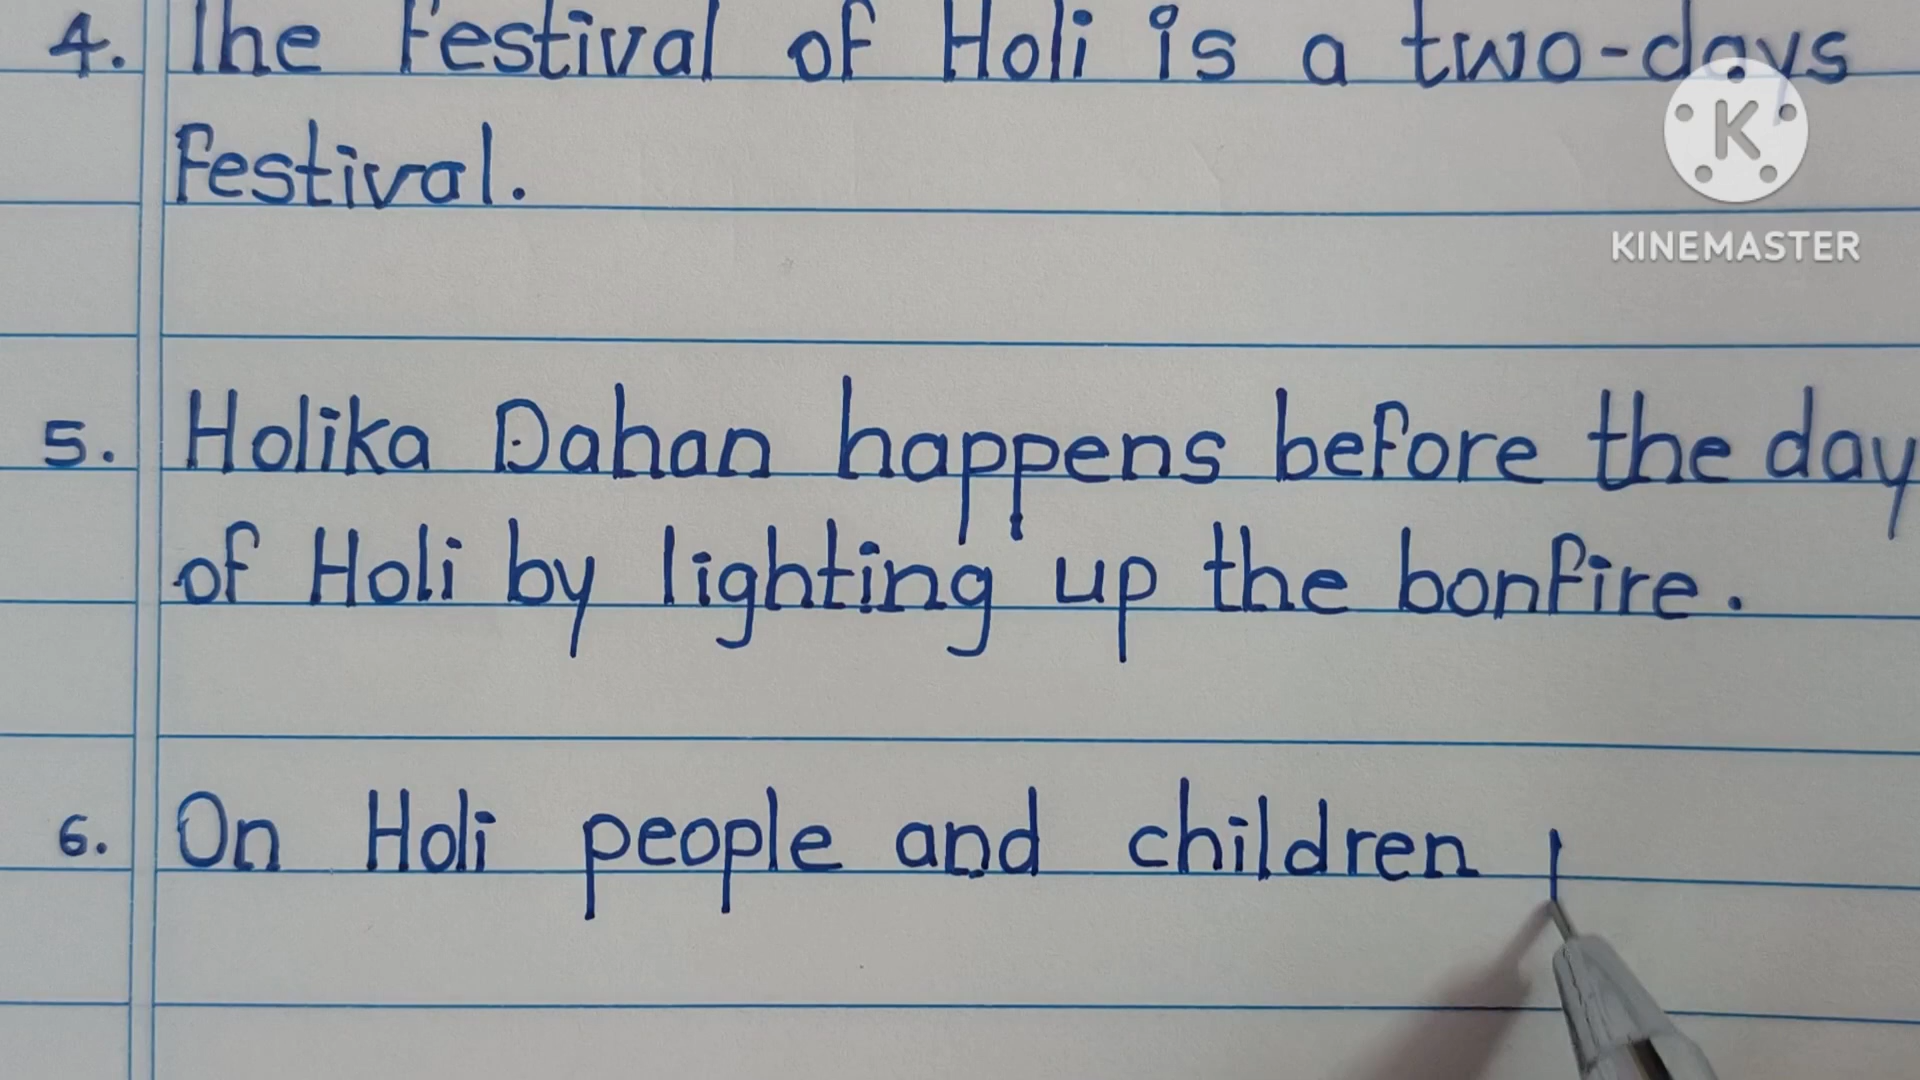 4. The Festival of Holi is a two-days
Festival.
KINEMASTER
5. Holika Dahan happens before the day
of Holi by lighting up the bonfire.
6. On Holi people and children